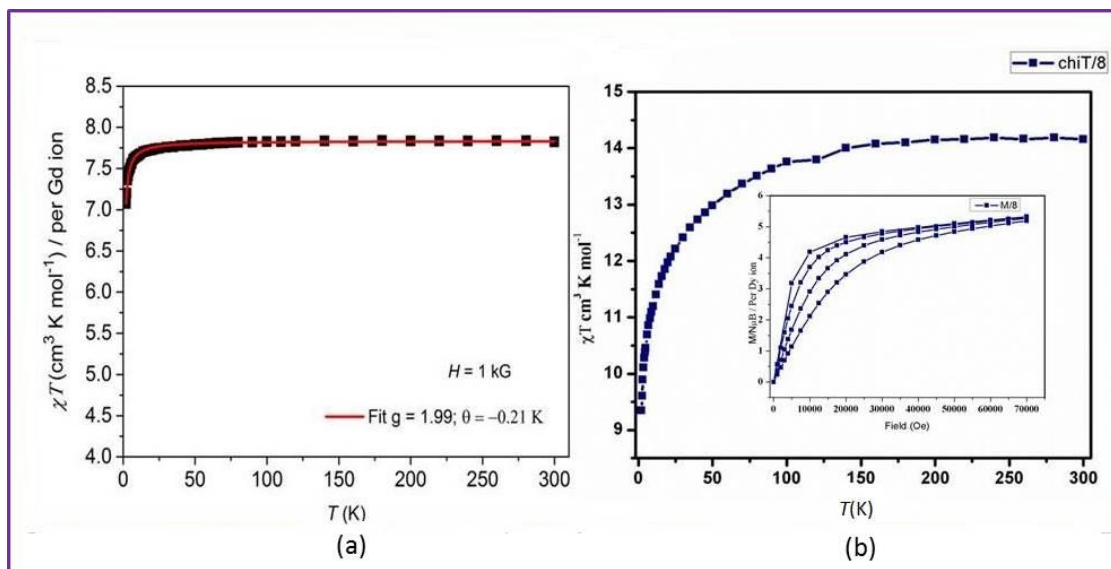 8.5
8.0
7.5
7.0
6.5
6.0
5.5
5.0
4.5
4.0
χT (cm³ K mol⁻¹) / per Gd ion
H = 1 kG
Fit g = 1.99; θ = −0.21 K
0 50 100 150 200 250 300
T (K)
(a)
chiT/8
15
14
13
12
11
10
9
χT cm³ K mol⁻¹
M/8
6
5
4
3
2
1
0
M/NuB / Per Dy ion
0 10000 20000 30000 40000 50000 60000 70000
Field (Oe)
0 50 100 150 200 250 300
T(K)
(b)